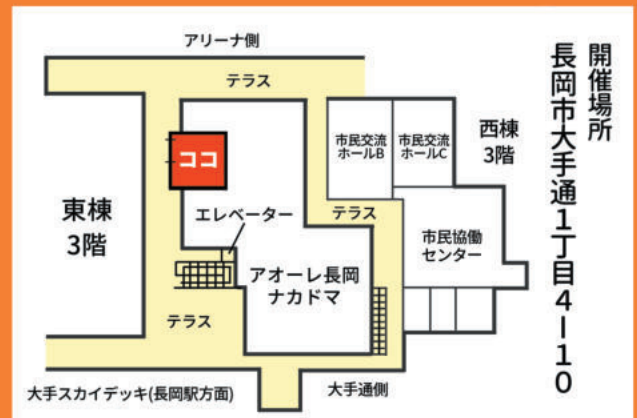 開催場所
長岡市大手通1丁目4ー10
アリーナ側
テラス
市民交流
ホールB
市民交流
ホールC
西棟
3階
ココ
東棟
3階
エレベーター
テラス
市民協働
センター
アオーレ長岡
ナカドマ
テラス
大手スカイデッキ(長岡駅方面)
大手通側